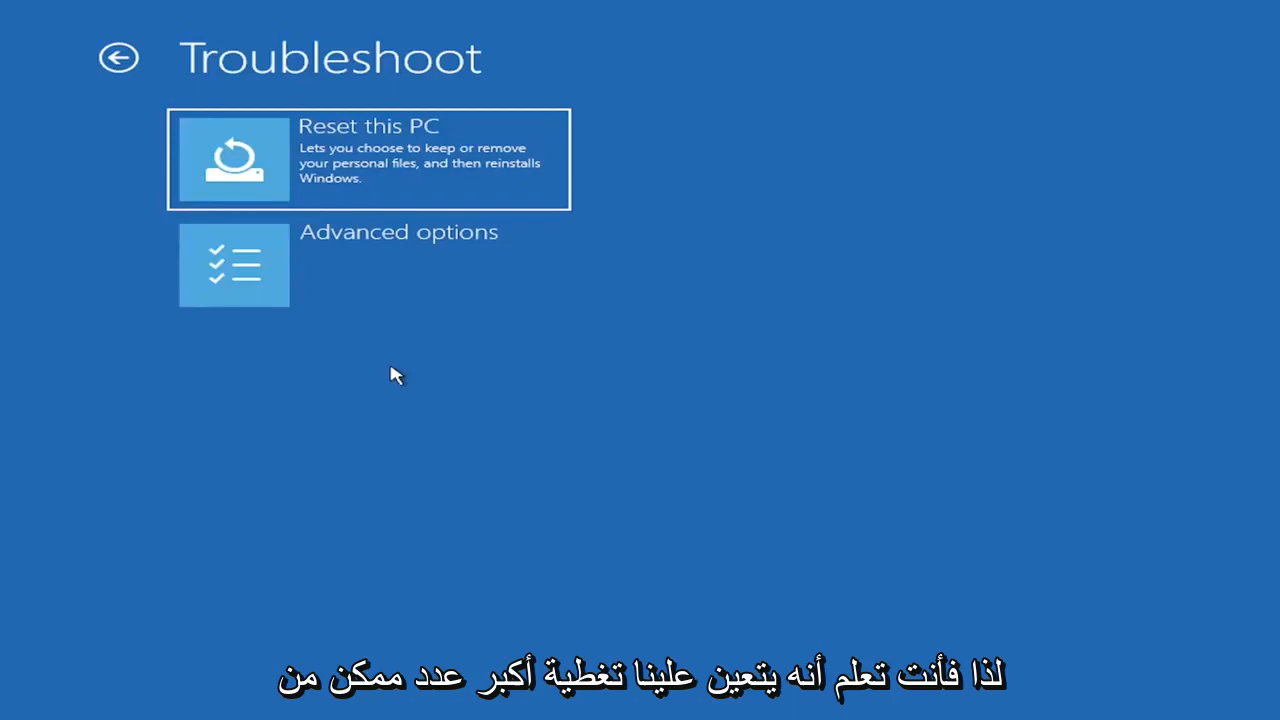 Troubleshoot
Reset this PC
Lets you choose to keep or remove
your personal files, and then reinstalls
Windows.
Advanced options
لذا فأنت تعلم أنه يتعين علينا تغطية أكبر عدد ممكن من